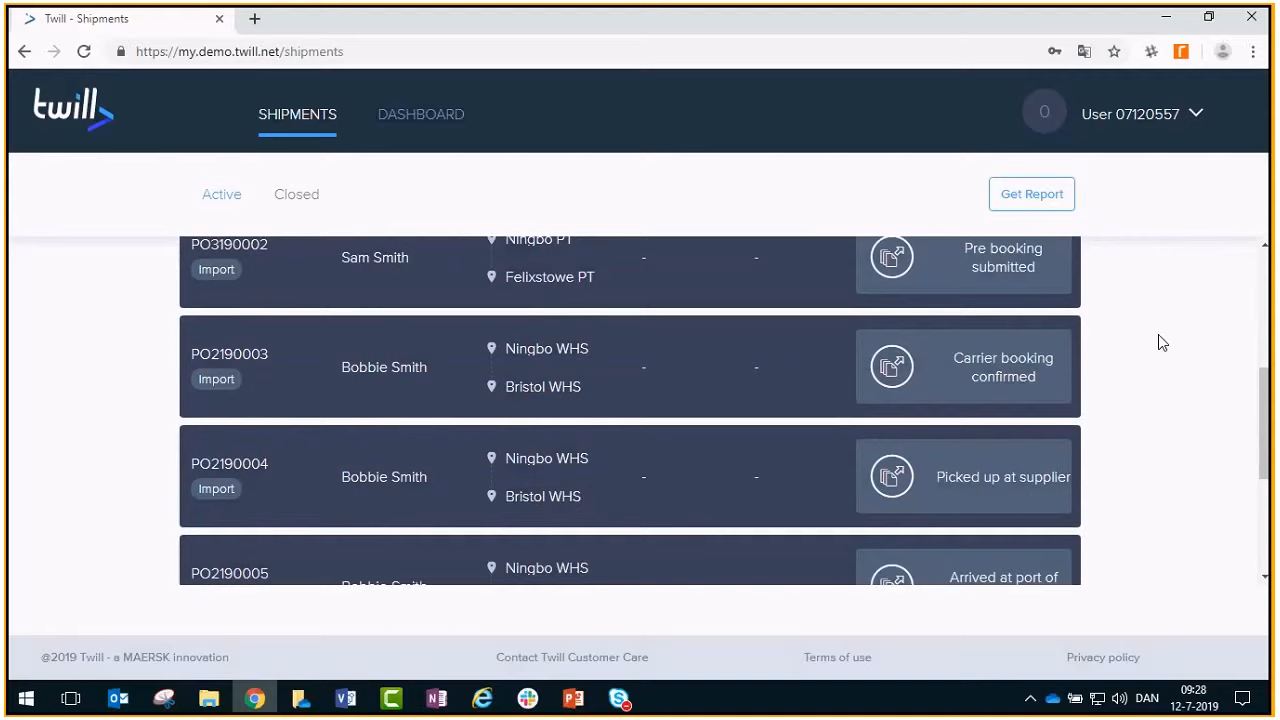 Twill - Shipments
https://my.demo.twill.net/shipments
twill
SHIPMENTS
DASHBOARD
0
User 07120557
Active
Closed
Get Report
PO3190002
Import
Sam Smith
Ningbo PT
Felixstowe PT
-
-
Pre booking
submitted
PO2190003
Import
Bobbie Smith
Ningbo WHS
Bristol WHS
-
-
Carrier booking
confirmed
PO2190004
Import
Bobbie Smith
Ningbo WHS
Bristol WHS
-
-
Picked up at supplier
PO2190005
Bobbie Smith
Ningbo WHS
Arrived at port of
@2019 Twill - a MAERSK innovation
Contact Twill Customer Care
Terms of use
Privacy policy
DAN
09:28
12-7-2019